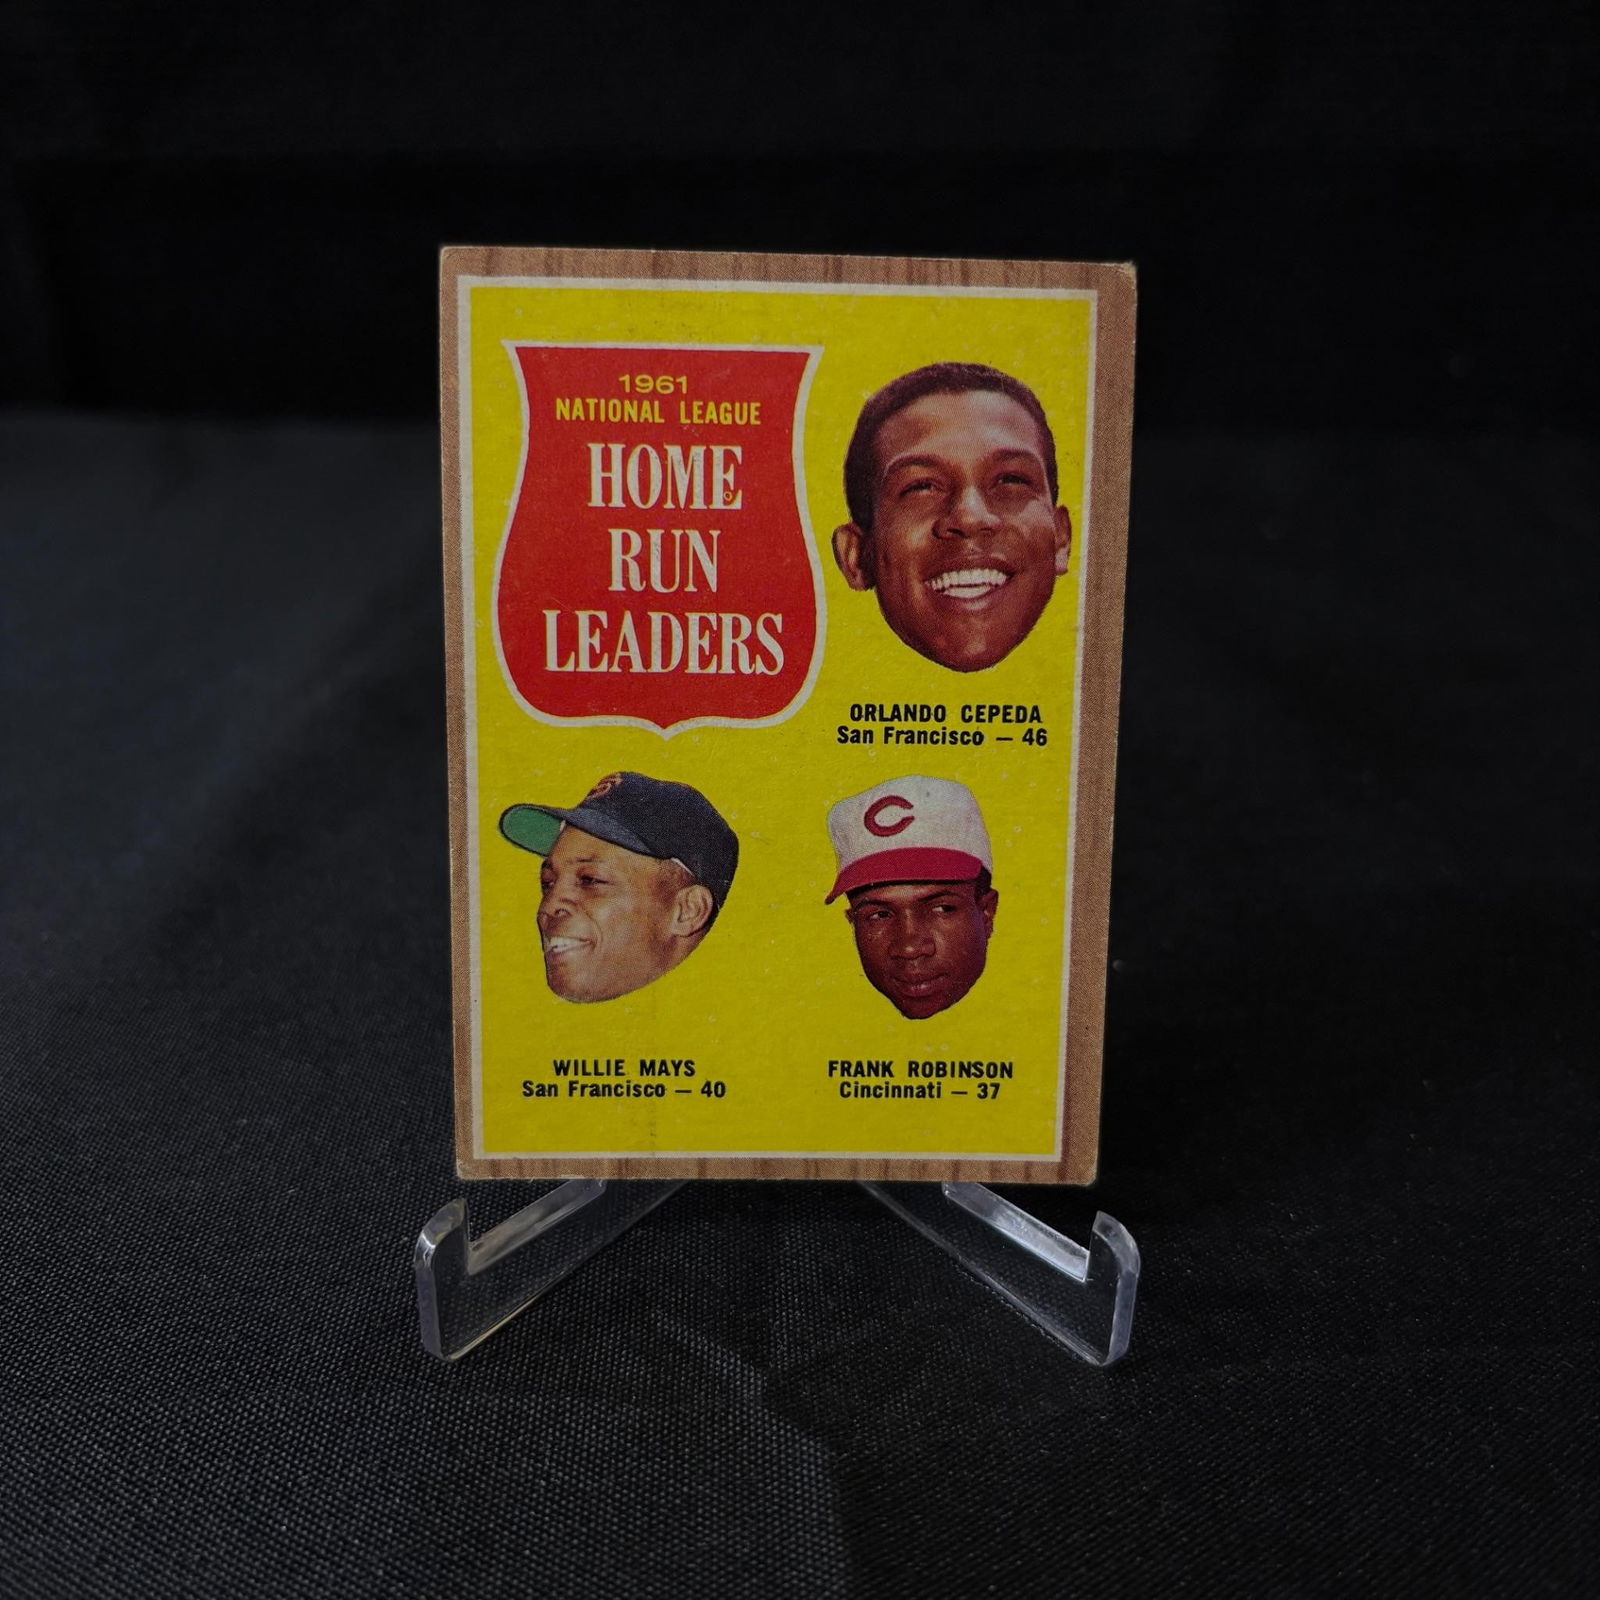 1961
NATIONAL LEAGUE
HOME
RUN
LEADERS
ORLANDO CEPEDA
San Francisco — 46
SF
C
WILLIE MAYS
San Francisco — 40
FRANK ROBINSON
Cincinnati — 37